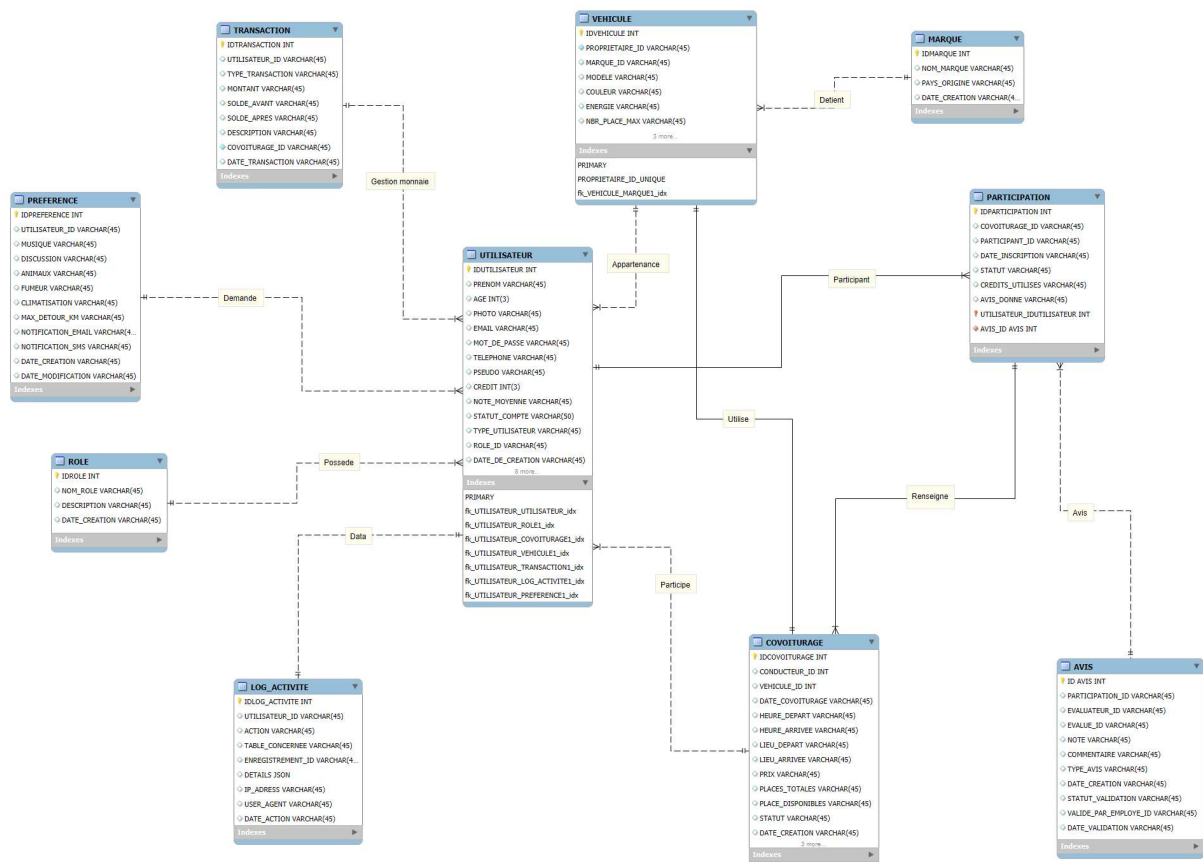 TRANSACTION
IDTRANSACTION INT
UTILISATEUR_ID VARCHAR(45)
TYPE_TRANSACTION VARCHAR(45)
MONTANT VARCHAR(45)
SOLDE_AVANT VARCHAR(45)
SOLDE_APRES VARCHAR(45)
DESCRIPTION VARCHAR(45)
COVOITURAGE_ID VARCHAR(45)
DATE_TRANSACTION VARCHAR(45)
Indexes
VEHICULE
IDVEHICULE INT
PROPRIETAIRE_ID VARCHAR(45)
MARQUE_ID VARCHAR(45)
MODELE VARCHAR(45)
COULEUR VARCHAR(45)
ENERGIE VARCHAR(45)
NBR_PLACE_MAX VARCHAR(45)
3 more...
Indexes
PRIMARY
PROPRIETAIRE_ID_UNIQUE
fk_VEHICULE_MARQUE1_idx
MARQUE
IDMARQUE INT
NOM_MARQUE VARCHAR(45)
PAYS_ORIGINE VARCHAR(45)
DATE_CREATION VARCHAR(4...
Indexes
Detient
Gestion monnaie
PREFERENCE
IDPREFERENCE INT
UTILISATEUR_ID VARCHAR(45)
MUSIQUE VARCHAR(45)
DISCUSSION VARCHAR(45)
ANIMAUX VARCHAR(45)
FUMEUR VARCHAR(45)
CLIMATISATION VARCHAR(45)
MAX_DETOUR_KM VARCHAR(45)
NOTIFICATION_EMAIL VARCHAR(4...
NOTIFICATION_SMS VARCHAR(45)
DATE_CREATION VARCHAR(45)
DATE_MODIFICATION VARCHAR(45)
Indexes
Demande
UTILISATEUR
IDUTILISATEUR INT
PRENOM VARCHAR(45)
AGE INT(3)
PHOTO VARCHAR(45)
EMAIL VARCHAR(45)
MOT_DE_PASSE VARCHAR(45)
TELEPHONE VARCHAR(45)
PSEUDO VARCHAR(45)
CREDIT INT(3)
NOTE_MOYENNE VARCHAR(45)
STATUT_COMPTE VARCHAR(50)
TYPE_UTILISATEUR VARCHAR(45)
ROLE_ID VARCHAR(45)
DATE_DE_CREATION VARCHAR(45)
8 more...
Indexes
PRIMARY
fk_UTILISATEUR_UTILISATEUR_idx
fk_UTILISATEUR_ROLE1_idx
fk_UTILISATEUR_COVOITURAGE1_idx
fk_UTILISATEUR_VEHICULE1_idx
fk_UTILISATEUR_TRANSACTION1_idx
fk_UTILISATEUR_LOG_ACTIVITE1_idx
fk_UTILISATEUR_PREFERENCE1_idx
Appartenance
Participant
PARTICIPATION
IDPARTICIPATION INT
COVOITURAGE_ID VARCHAR(45)
PARTICIPANT_ID VARCHAR(45)
DATE_INSCRIPTION VARCHAR(45)
STATUT VARCHAR(45)
CREDITS_UTILISES VARCHAR(45)
AVIS_DONNE VARCHAR(45)
UTILISATEUR_IDUTILISATEUR INT
AVIS_ID AVIS INT
Indexes
Utilise
ROLE
IDROLE INT
NOM_ROLE VARCHAR(45)
DESCRIPTION VARCHAR(45)
DATE_CREATION VARCHAR(45)
Indexes
Possede
Renseigne
Avis
Data
Participe
LOG_ACTIVITE
IDLOG_ACTIVITE INT
UTILISATEUR_ID VARCHAR(45)
ACTION VARCHAR(45)
TABLE_CONCERNEE VARCHAR(45)
ENREGISTREMENT_ID VARCHAR(4...
DETAILS JSON
IP_ADRESS VARCHAR(45)
USER_AGENT VARCHAR(45)
DATE_ACTION VARCHAR(45)
Indexes
COVOITURAGE
IDCOVOITURAGE INT
CONDUCTEUR_ID INT
VEHICULE_ID INT
DATE_COVOITURAGE VARCHAR(45)
HEURE_DEPART VARCHAR(45)
HEURE_ARRIVEE VARCHAR(45)
LIEU_DEPART VARCHAR(45)
LIEU_ARRIVEE VARCHAR(45)
PRIX VARCHAR(45)
PLACES_TOTALES VARCHAR(45)
PLACE_DISPONIBLES VARCHAR(45)
STATUT VARCHAR(45)
DATE_CREATION VARCHAR(45)
more...
Indexes
AVIS
ID AVIS INT
PARTICIPATION_ID VARCHAR(45)
EVALUATEUR_ID VARCHAR(45)
EVALUE_ID VARCHAR(45)
NOTE VARCHAR(45)
COMMENTAIRE VARCHAR(45)
TYPE_AVIS VARCHAR(45)
DATE_CREATION VARCHAR(45)
STATUT_VALIDATION VARCHAR(45)
VALIDE_PAR_EMPLOYE_ID VARCHAR(45)
DATE_VALIDATION VARCHAR(45)
Indexes